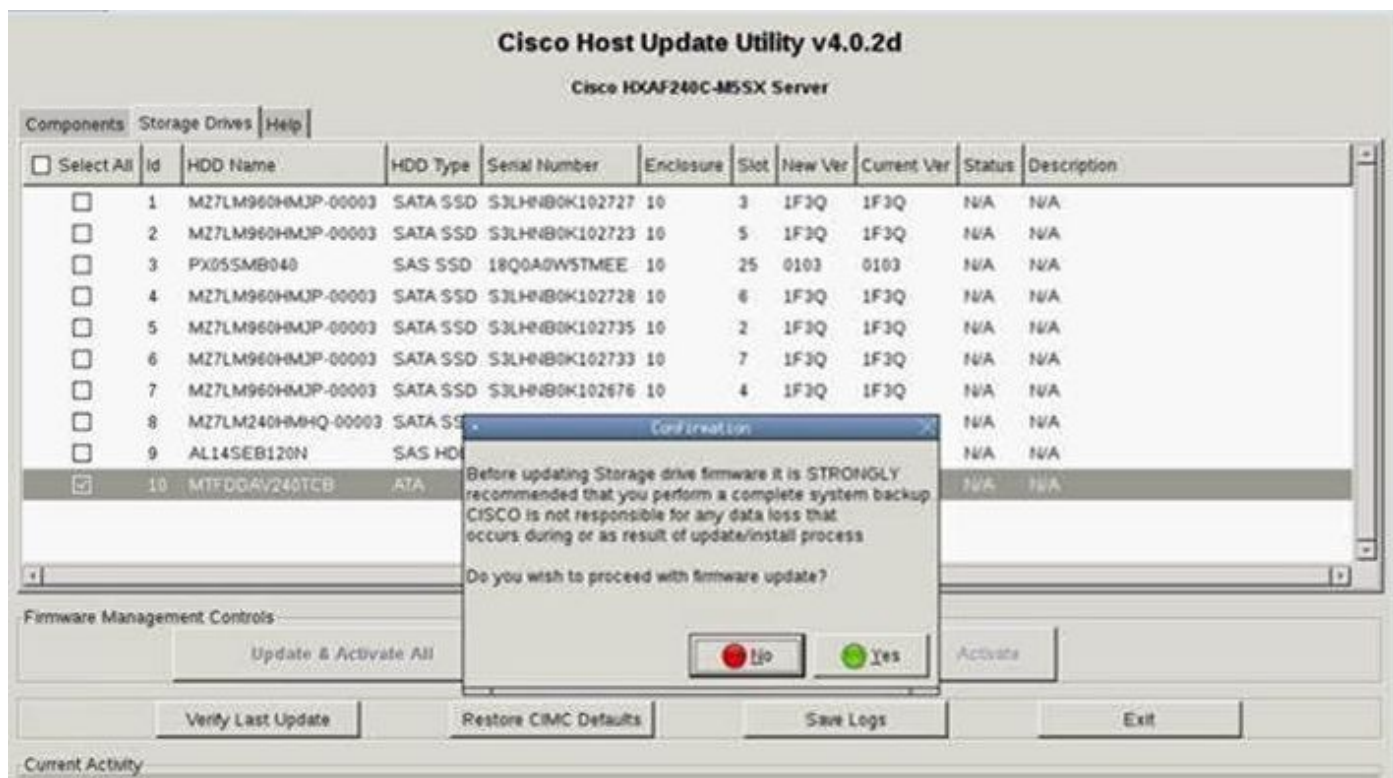 Cisco Host Update Utility v4.0.2d
Cisco HXAF240C-M5SX Server
Components Storage Drives Help
Select All Id HDD Name HDD Type Serial Number Enclosure Slot New Ver Current Ver Status Description
1 MZ7LM960HMJP-00003 SATA SSD S3LHNB0K102727 10 3 1F3Q 1F3Q N/A N/A
2 MZ7LM960HMJP-00003 SATA SSD S3LHNB0K102723 10 5 1F3Q 1F3Q N/A N/A
3 PX05SMB040 SAS SSD 18Q0A0W5TMEE 10 25 0103 0103 N/A N/A
4 MZ7LM960HMJP-00003 SATA SSD S3LHNB0K102728 10 6 1F3Q 1F3Q N/A N/A
5 MZ7LM960HMJP-00003 SATA SSD S3LHNB0K102735 10 2 1F3Q 1F3Q N/A N/A
6 MZ7LM960HMJP-00003 SATA SSD S3LHNB0K102733 10 7 1F3Q 1F3Q N/A N/A
7 MZ7LM960HMJP-00003 SATA SSD S3LHNB0K102676 10 4 1F3Q 1F3Q N/A N/A
8 MZ7LM240HMHQ-00003 SATA SS N/A N/A
9 AL14SEB120N SAS HD N/A N/A
10 MTFDDAV240TCB ATA N/A N/A
Confirmation
Before updating Storage drive firmware it is STRONGLY
recommended that you perform a complete system backup
CISCO is not responsible for any data loss that
occurs during or as result of update/install process
Do you wish to proceed with firmware update?
No Yes
Firmware Management Controls
Update & Activate All Activate
Verify Last Update Restore CIMC Defaults Save Logs Exit
Current Activity